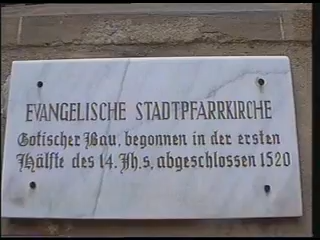 EVANGELISCHE STADTPFARRKIRCHE
Gotischer Bau, begonnen in der ersten
Hälfte des 14. Jh.s, abgeschlossen 1520